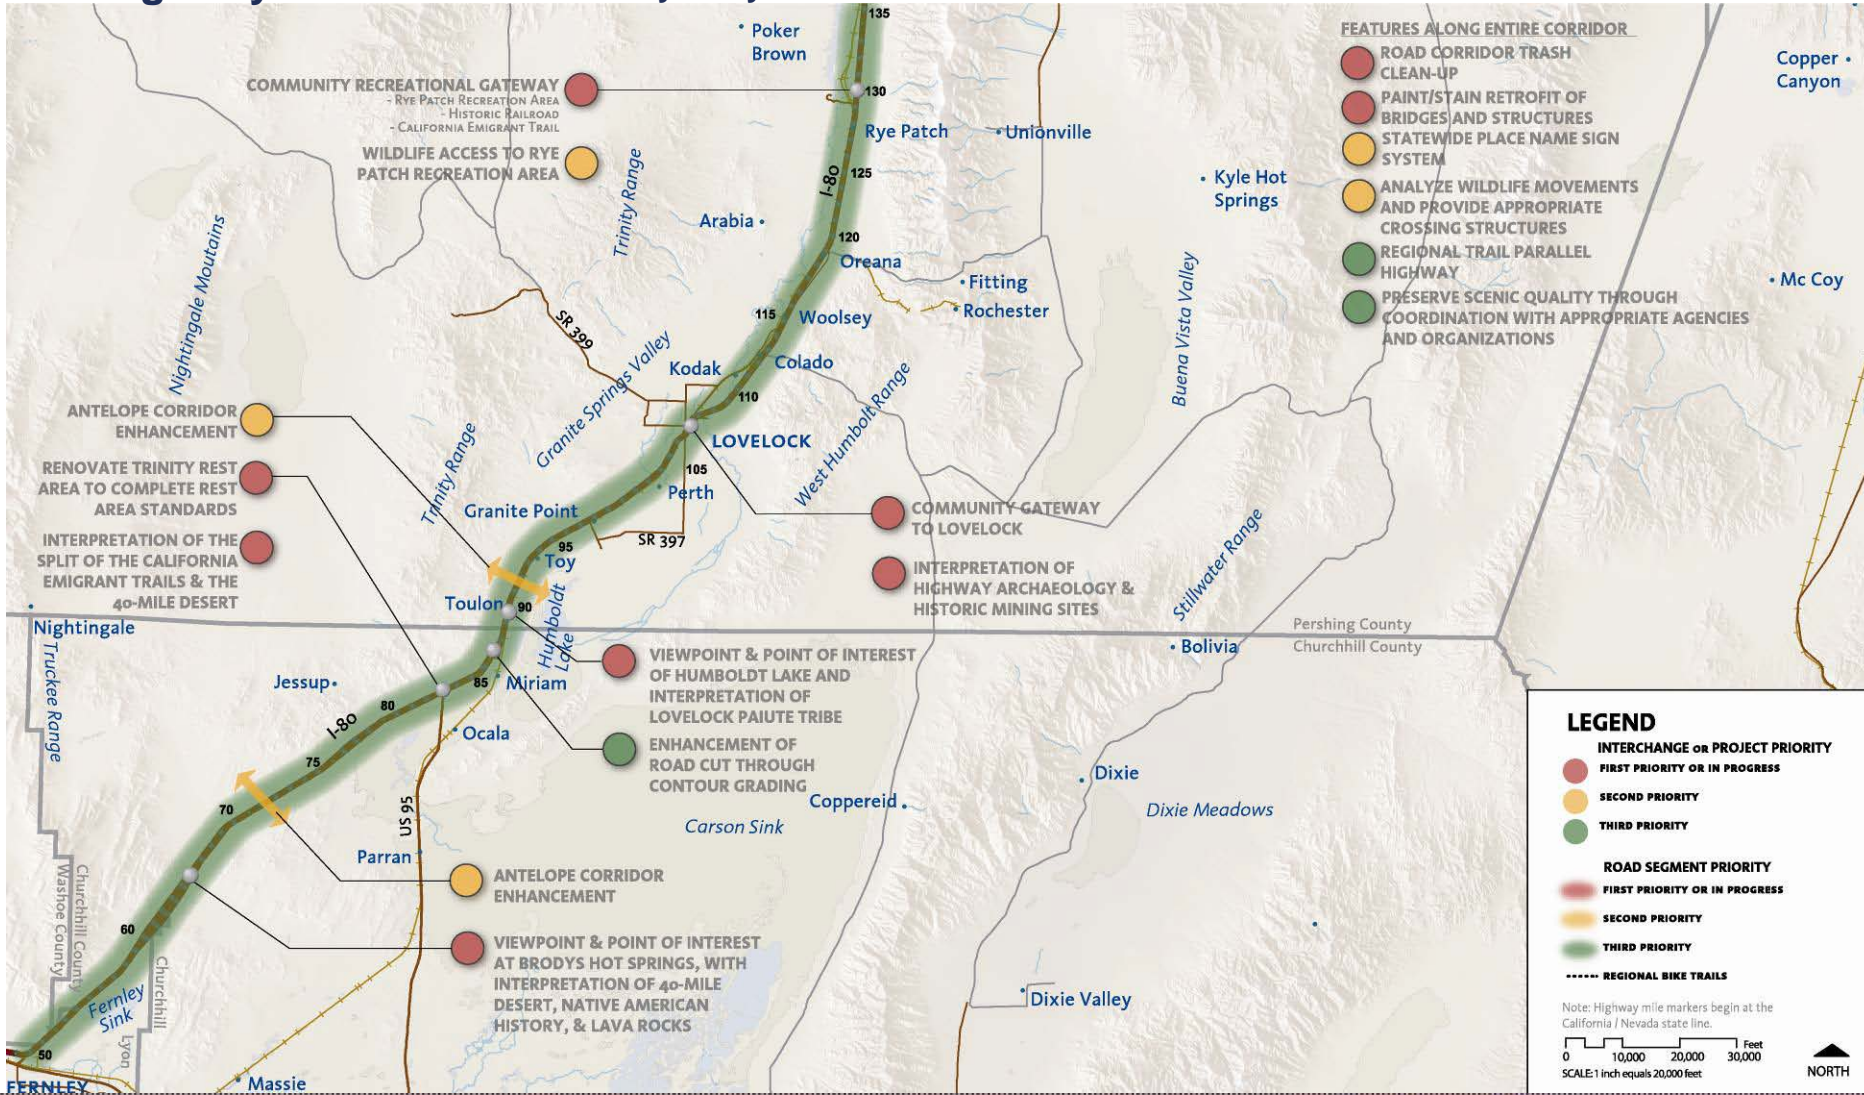 135
Poker
Brown
COMMUNITY RECREATIONAL GATEWAY
- RYE PATCH RECREATION AREA
- HISTORIC RAILROAD
- CALIFORNIA EMIGRANT TRAIL
130
WILDLIFE ACCESS TO RYE
PATCH RECREATION AREA
Rye Patch
Unionville
FEATURES ALONG ENTIRE CORRIDOR
ROAD CORRIDOR TRASH
CLEAN-UP
PAINT/STAIN RETROFIT OF
BRIDGES AND STRUCTURES
STATEWIDE PLACE NAME SIGN
SYSTEM
ANALYZE WILDLIFE MOVEMENTS
AND PROVIDE APPROPRIATE
CROSSING STRUCTURES
REGIONAL TRAIL PARALLEL
HIGHWAY
PRESERVE SCENIC QUALITY THROUGH
COORDINATION WITH APPROPRIATE AGENCIES
AND ORGANIZATIONS
Copper
Canyon
Mc Coy
Kyle Hot
Springs
125
I-80
Trinity Range
Arabia
120
Oreana
Nightingale Moutains
Fitting
Rochester
Buena Vista Valley
115
Woolsey
SR 399
Granite Springs Valley
Kodak
Colado
110
West Humbolt Range
ANTELOPE CORRIDOR
ENHANCEMENT
LOVELOCK
Trinity Range
105
Perth
RENOVATE TRINITY REST
AREA TO COMPLETE REST
AREA STANDARDS
Granite Point
SR 397
COMMUNITY GATEWAY
TO LOVELOCK
INTERPRETATION OF THE
SPLIT OF THE CALIFORNIA
EMIGRANT TRAILS & THE
40-MILE DESERT
95
Toy
INTERPRETATION OF
HIGHWAY ARCHAEOLOGY &
HISTORIC MINING SITES
Stillwater Range
Toulon
90
Humboldt
Lake
Nightingale
Pershing County
Churchhill County
Bolivia
Truckee Range
VIEWPOINT & POINT OF INTEREST
OF HUMBOLDT LAKE AND
INTERPRETATION OF
LOVELOCK PAIUTE TRIBE
Jessup
85
Miriam
80
I-80
Ocala
ENHANCEMENT OF
ROAD CUT THROUGH
CONTOUR GRADING
75
Dixie
Coppereid
Dixie Meadows
70
US 95
Carson Sink
Parran
ANTELOPE CORRIDOR
ENHANCEMENT
Churchhill County
Washoe County
60
VIEWPOINT & POINT OF INTEREST
AT BRODYS HOT SPRINGS, WITH
INTERPRETATION OF 40-MILE
DESERT, NATIVE AMERICAN
HISTORY, & LAVA ROCKS
Churchhill
Lyon
Fernley
Sink
Dixie Valley
50
FERNLEY
Massie
LEGEND
INTERCHANGE OR PROJECT PRIORITY
FIRST PRIORITY OR IN PROGRESS
SECOND PRIORITY
THIRD PRIORITY
ROAD SEGMENT PRIORITY
FIRST PRIORITY OR IN PROGRESS
SECOND PRIORITY
THIRD PRIORITY
REGIONAL BIKE TRAILS
Note: Highway mile markers begin at the
California / Nevada state line.
Feet
0 10,000 20,000 30,000
SCALE: 1 inch equals 20,000 feet
NORTH